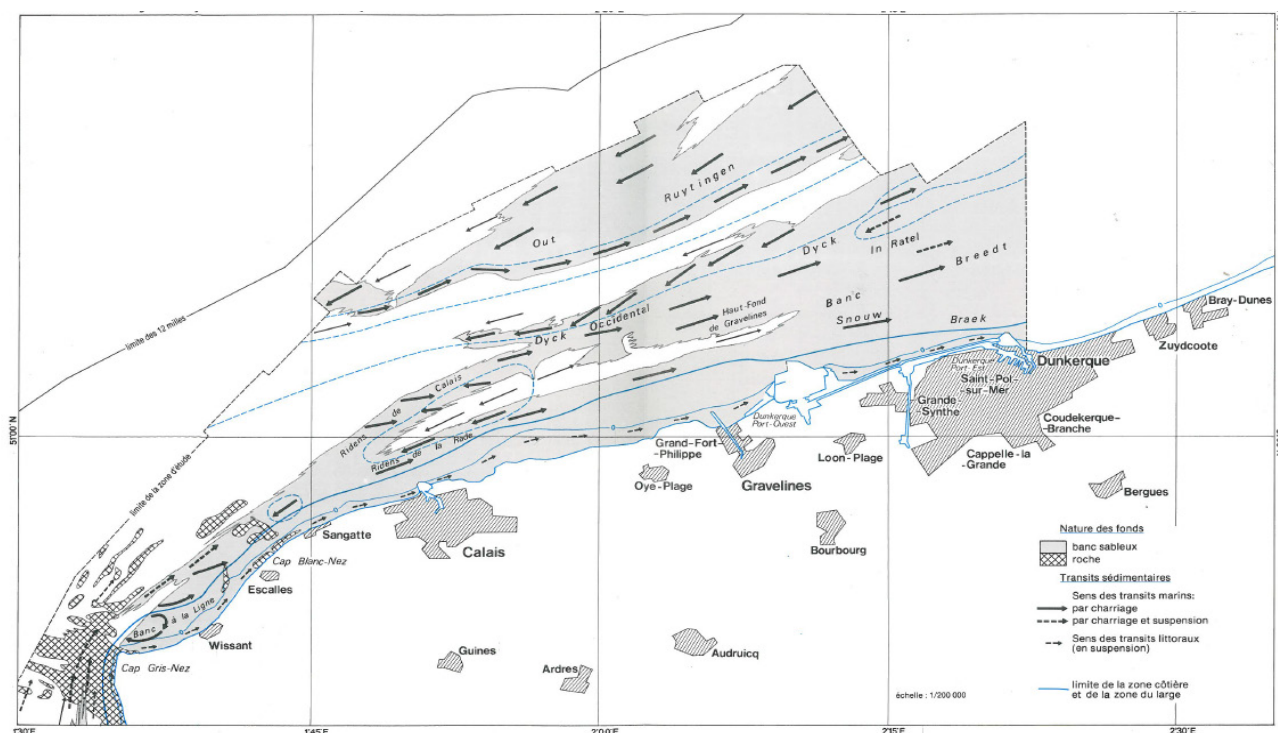 limite des 12 milles
limite de la zone d'étude
Out
Ruytingen
Dyck
In Ratel
Breedt
Banc
Snouw
Braek
Haut-Fond
de Gravelines
Dyck
Occidental
Ridens de Calais
Ridens de la Rade
Bray-Dunes
Zuydcoote
Dunkerque
Dunkerque
Port-Est
Saint-Pol-
sur-Mer
Grande-
Synthe
Coudekerque-
Branche
Cappelle-la
-Grande
Dunkerque
Port-Ouest
51°00' N
Grand-Fort-
-Philippe
Loon-Plage
Oye-Plage
Gravelines
Bergues
Sangatte
Calais
Bourbourg
Cap Blanc-Nez
Escalles
Banc à la Ligne
Wissant
Cap Gris-Nez
Guines
Ardres
Audruicq
Nature des fonds
banc sableux
roche
Transits sédimentaires
Sens des transits marins:
par charriage
par charriage et suspension
Sens des transits littoraux
(en suspension)
limite de la zone côtière
et de la zone du large
échelle : 1/200 000
1°30'E
1°45'E
2°00'E
2°15'E
2°30'E